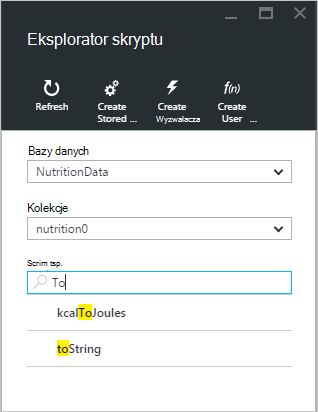 Eksplorator skryptu
f(n)
Refresh
Create
Stored ...
Create
Wyzwalacza
Create
User ...
Bazy danych
NutritionData
Kolekcje
nutrition0
Scrim tsp.
To
kcalToJoules
toString